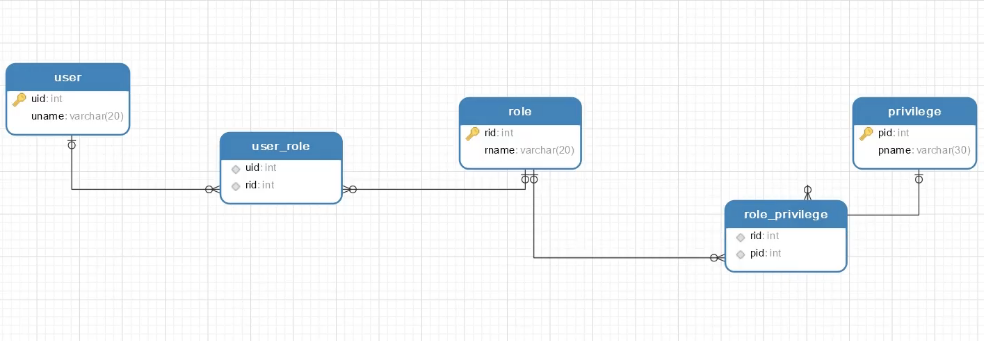 user
uid: int
uname: varchar(20)
user_role
uid: int
rid: int
role
rid: int
rname: varchar(20)
privilege
pid: int
pname: varchar(30)
role_privilege
rid: int
pid: int